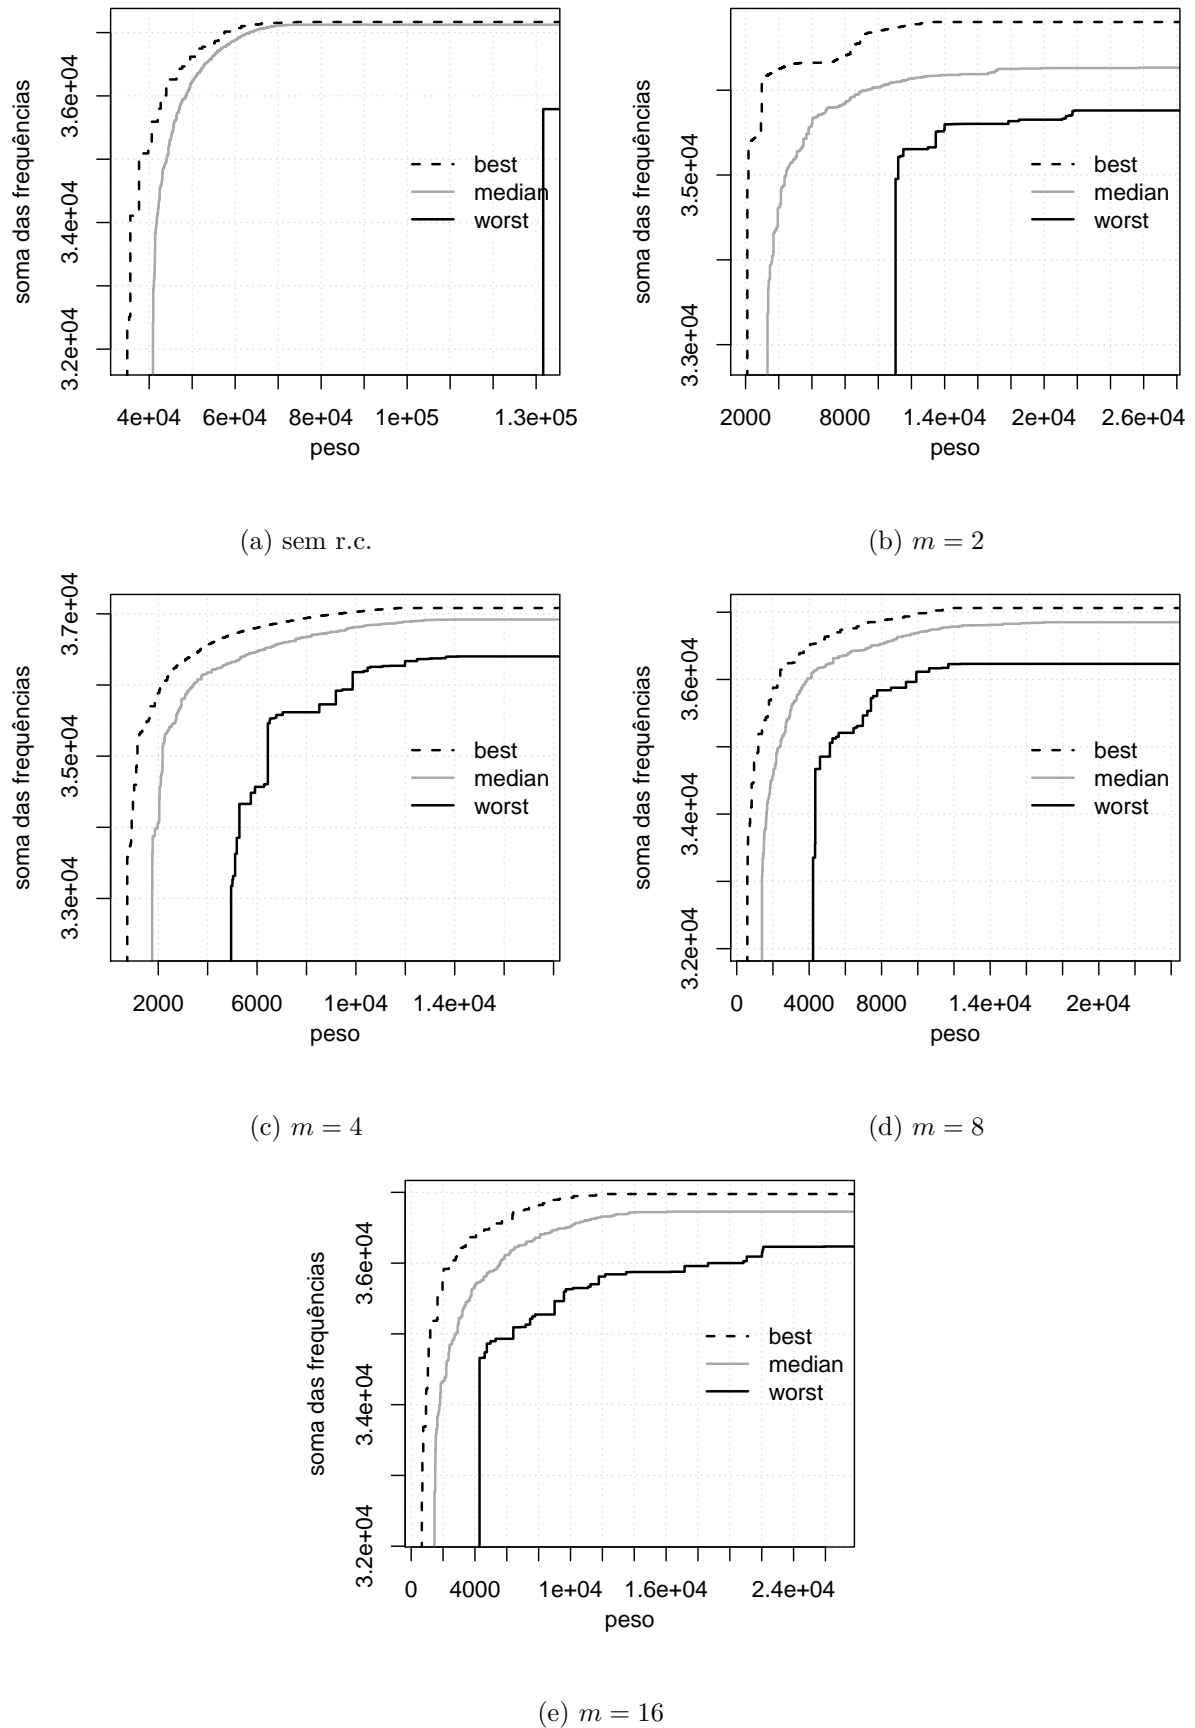 soma das frequências
3.2e+04 3.4e+04 3.6e+04
best
median
worst
4e+04 6e+04 8e+04 1e+05 1.3e+05
peso
(a) sem r.c.
soma das frequências
3.3e+04 3.5e+04
best
median
worst
2000 8000 1.4e+04 2e+04 2.6e+04
peso
(b) m = 2
soma das frequências
3.3e+04 3.5e+04 3.7e+04
best
median
worst
2000 6000 1e+04 1.4e+04
peso
(c) m = 4
soma das frequências
3.2e+04 3.4e+04 3.6e+04
best
median
worst
0 4000 8000 1.4e+04 2e+04
peso
(d) m = 8
soma das frequências
3.2e+04 3.4e+04 3.6e+04
best
median
worst
0 4000 1e+04 1.6e+04 2.4e+04
peso
(e) m = 16